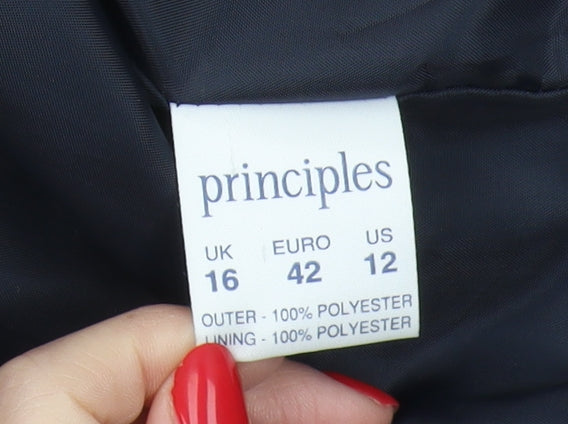 principles
UK EURO US
16 42 12
OUTER - 100% POLYESTER
LINING - 100% POLYESTER